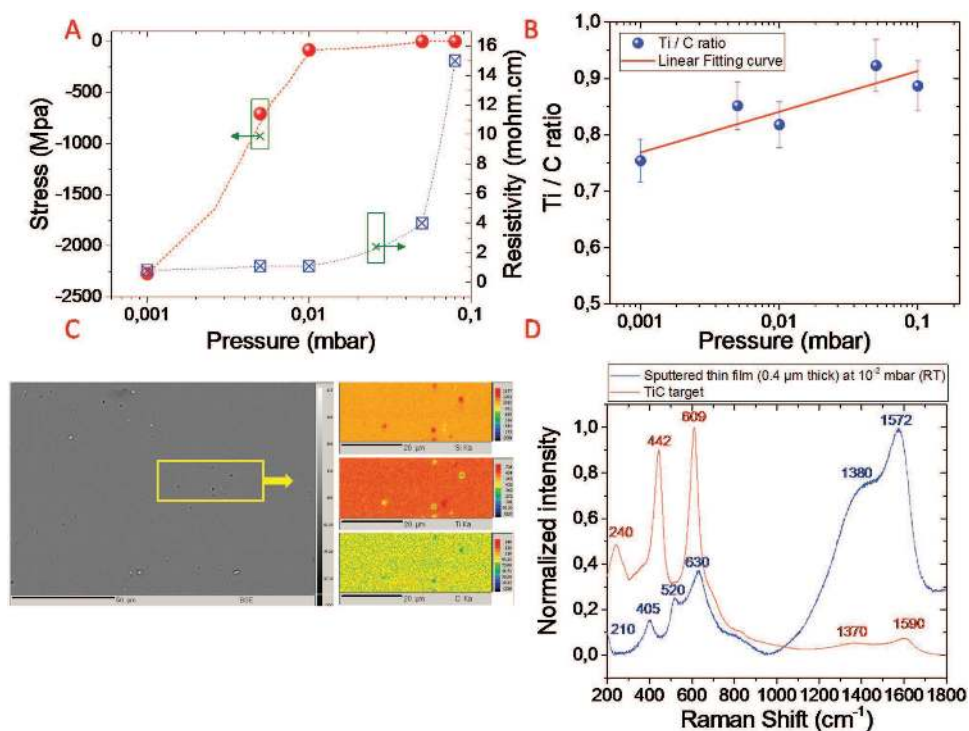 A
0
-500
-1000
-1500
-2000
-2500
Stress (Mpa)
16
14
12
10
8
6
4
2
0
Resistivity (mohm.cm)
0,001
0,01
0,1
Pressure (mbar)
B
1,0
0,9
0,8
0,7
0,6
0,5
Ti / C ratio
Ti / C ratio
Linear Fitting curve
0,001
0,01
0,1
Pressure (mbar)
C
BSE
20 µm
Si Ka
20 µm
Ti Ka
20 µm
C Ka
D
Sputtered thin film (0.4 µm thick) at 10⁻² mbar (RT)
TiC target
1,0
0,8
0,6
0,4
0,2
0,0
Normalized intensity
240
442
609
1380
1572
210
405
520
630
1370
1590
200 400 600 800 1000 1200 1400 1600 1800
Raman Shift (cm⁻¹)